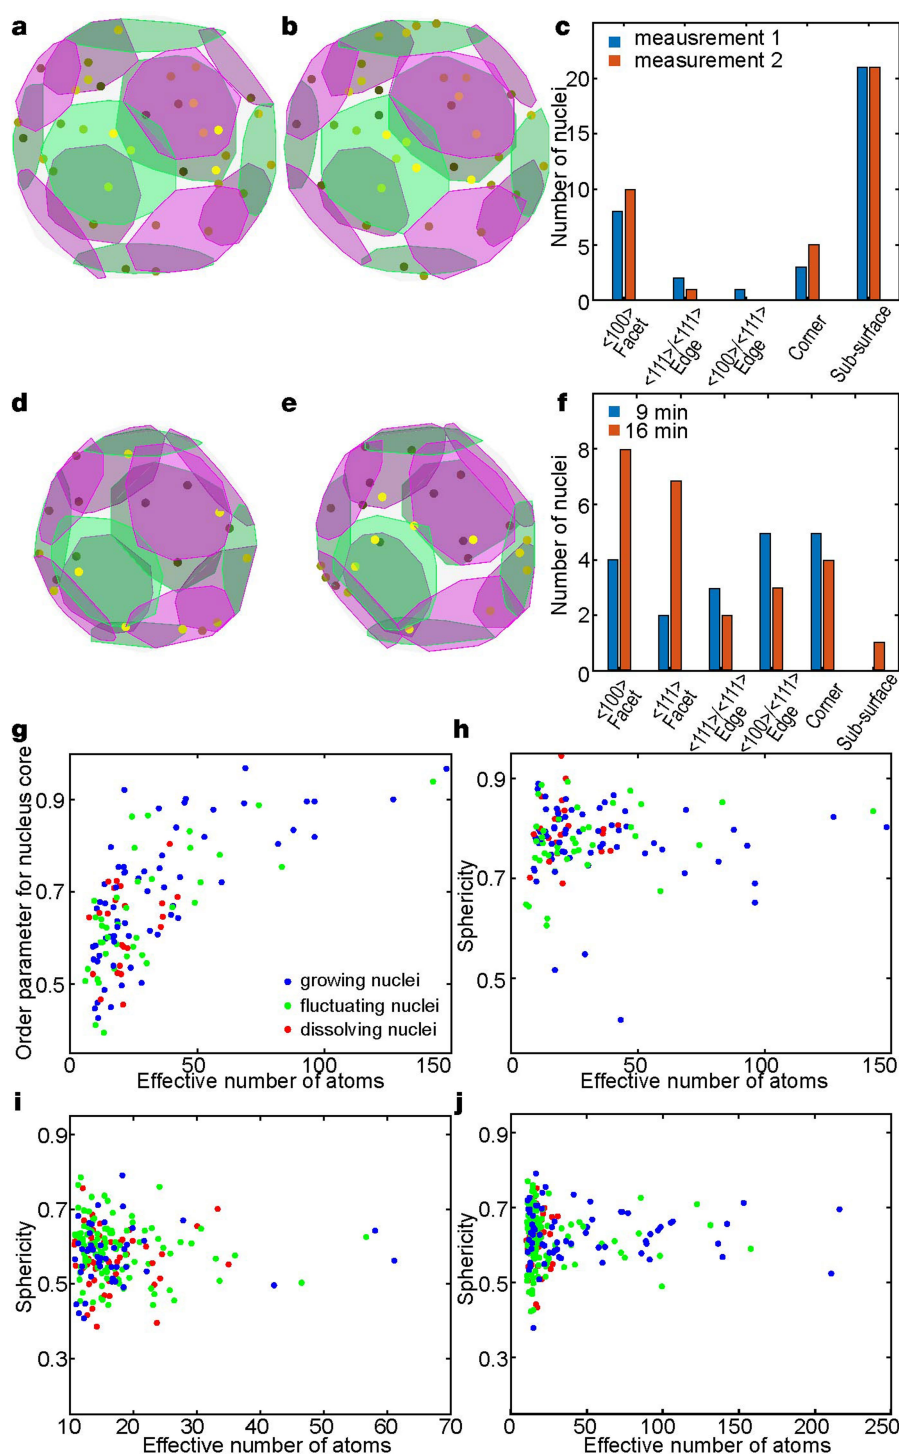 a
b
c
meausrement 1
measurement 2
Number of nuclei
20
15
10
5
0
<100> Facet
<111>/<111> Edge
<100>/<111> Edge
Corner
Sub-surface
d
e
f
9 min
16 min
Number of nuclei
8
6
4
2
0
<100> Facet
<111> Facet
<111>/<111> Edge
<100>/<111> Edge
Corner
Sub-surface
g
Order parameter for nucleus core
0.9
0.7
0.5
growing nuclei
fluctuating nuclei
dissolving nuclei
0 50 100 150
Effective number of atoms
h
Sphericity
0.9
0.7
0.5
0 50 100 150
Effective number of atoms
i
Sphericity
0.9
0.7
0.5
0.3
10 20 30 40 50 60 70
Effective number of atoms
j
Sphericity
0.9
0.7
0.5
0.3
0 50 100 150 200 250
Effective number of atoms